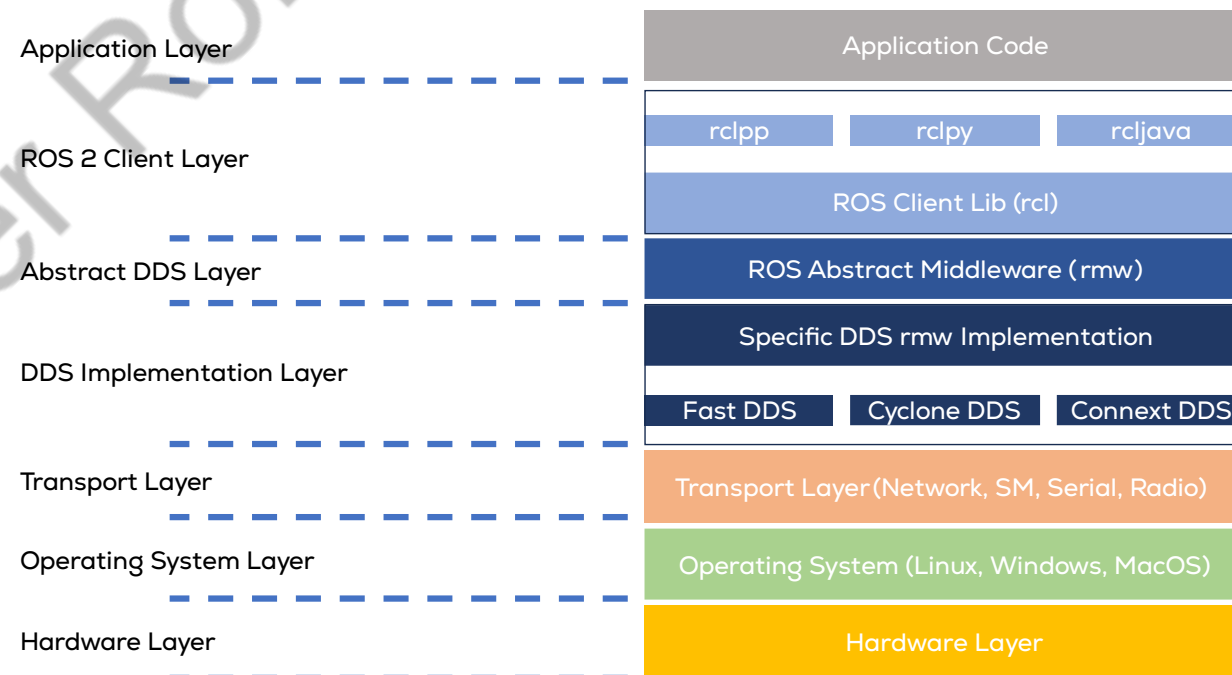 Application Layer
Application Code
rclpp
rclpy
rcljava
ROS 2 Client Layer
ROS Client Lib (rcl)
Abstract DDS Layer
ROS Abstract Middleware (rmw)
Specific DDS rmw Implementation
DDS Implementation Layer
Fast DDS
Cyclone DDS
Connext DDS
Transport Layer
Transport Layer (Network, SM, Serial, Radio)
Operating System Layer
Operating System (Linux, Windows, MacOS)
Hardware Layer
Hardware Layer